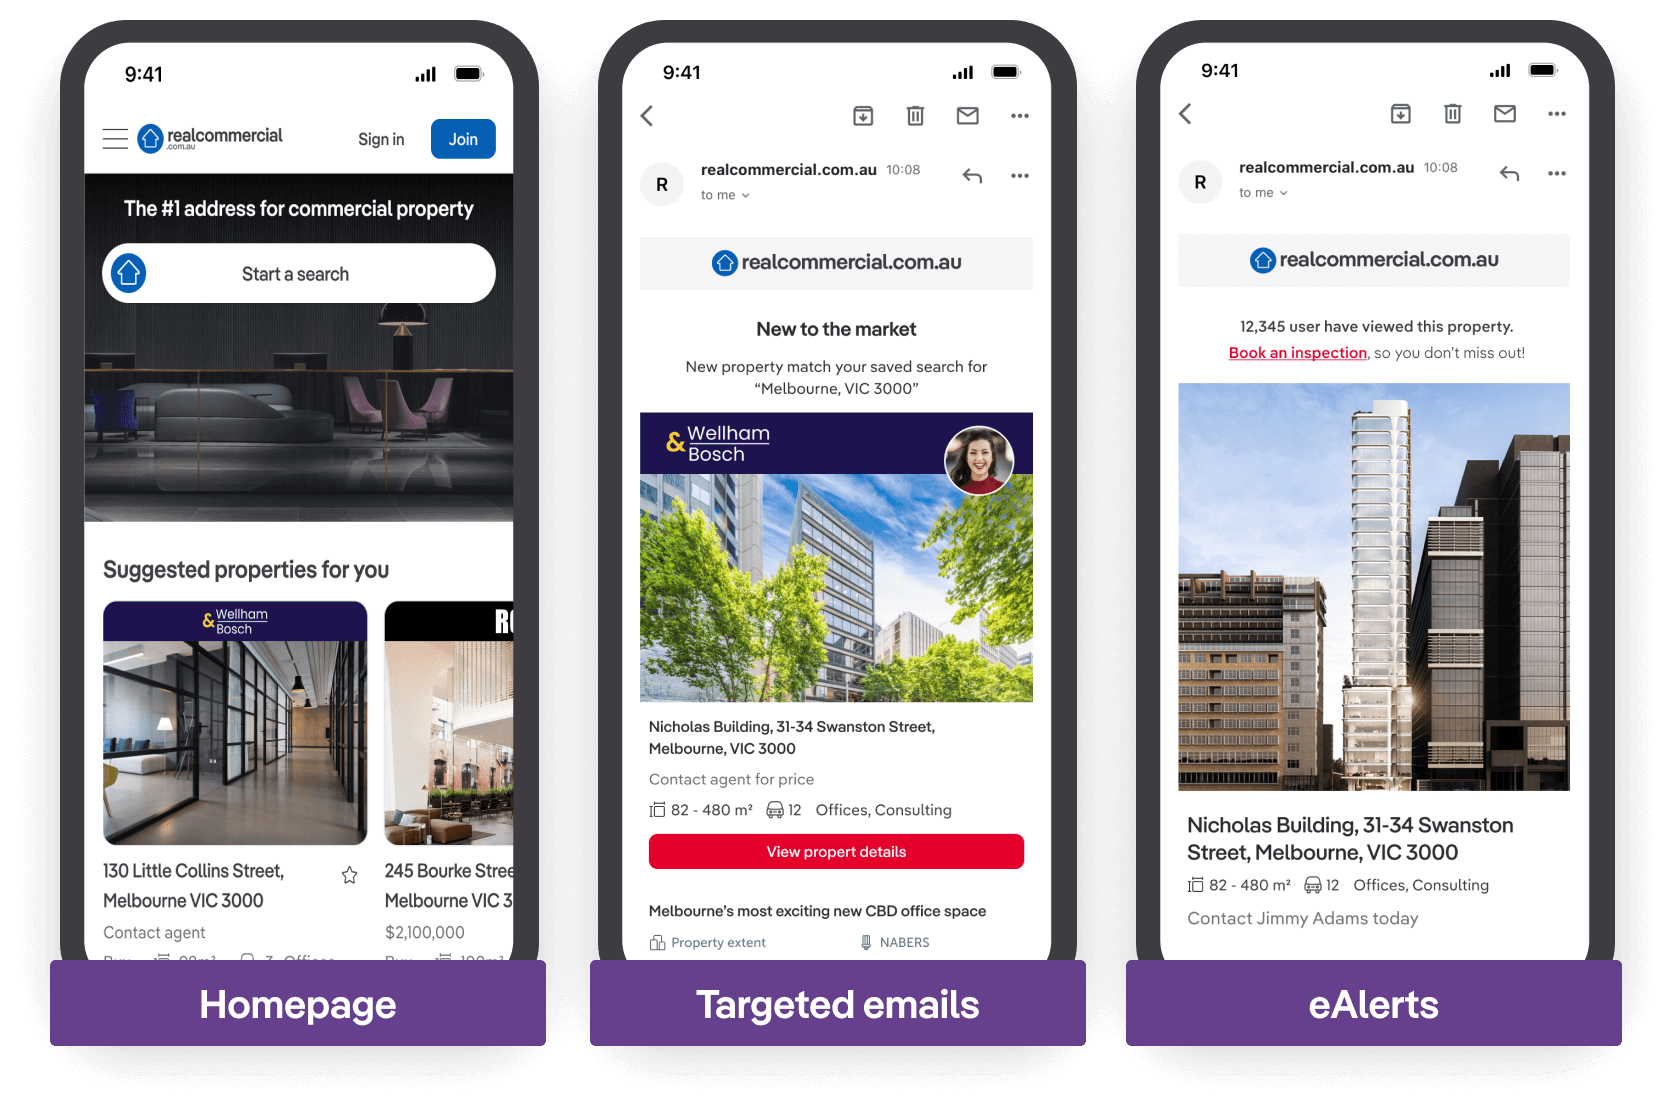 9:41
realcommercial
.com.au
Sign in
Join
The #1 address for commercial property
Start a search
Suggested properties for you
& Wellham
Bosch
130 Little Collins Street,
Melbourne VIC 3000
Contact agent
245 Bourke Stree
Melbourne VIC 3
$2,100,000
Homepage
9:41
R
realcommercial.com.au 10:08
to me
realcommercial.com.au
New to the market
New property match your saved search for
“Melbourne, VIC 3000”
& Wellham
Bosch
Nicholas Building, 31-34 Swanston Street,
Melbourne, VIC 3000
Contact agent for price
82 - 480 m² 12 Offices, Consulting
View propert details
Melbourne’s most exciting new CBD office space
Property extent NABERS
Targeted emails
9:41
R
realcommercial.com.au 10:08
to me
realcommercial.com.au
12,345 user have viewed this property.
Book an inspection, so you don’t miss out!
Nicholas Building, 31-34 Swanston
Street, Melbourne, VIC 3000
82 - 480 m² 12 Offices, Consulting
Contact Jimmy Adams today
eAlerts